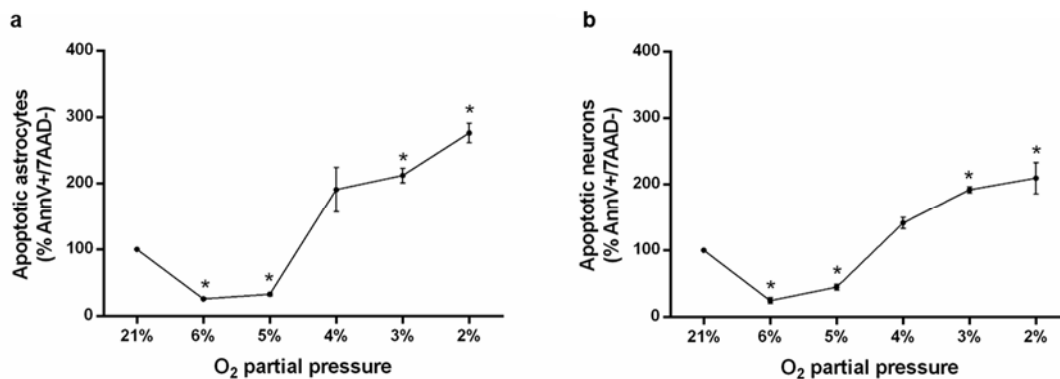 a
Apoptotic astrocytes
(% AnnV+/7AAD-)
400
300
200
100
0
*
*
*
*
21% 6% 5% 4% 3% 2%
O₂ partial pressure
b
Apoptotic neurons
(% AnnV+/7AAD-)
400
300
200
100
0
*
*
*
*
21% 6% 5% 4% 3% 2%
O₂ partial pressure